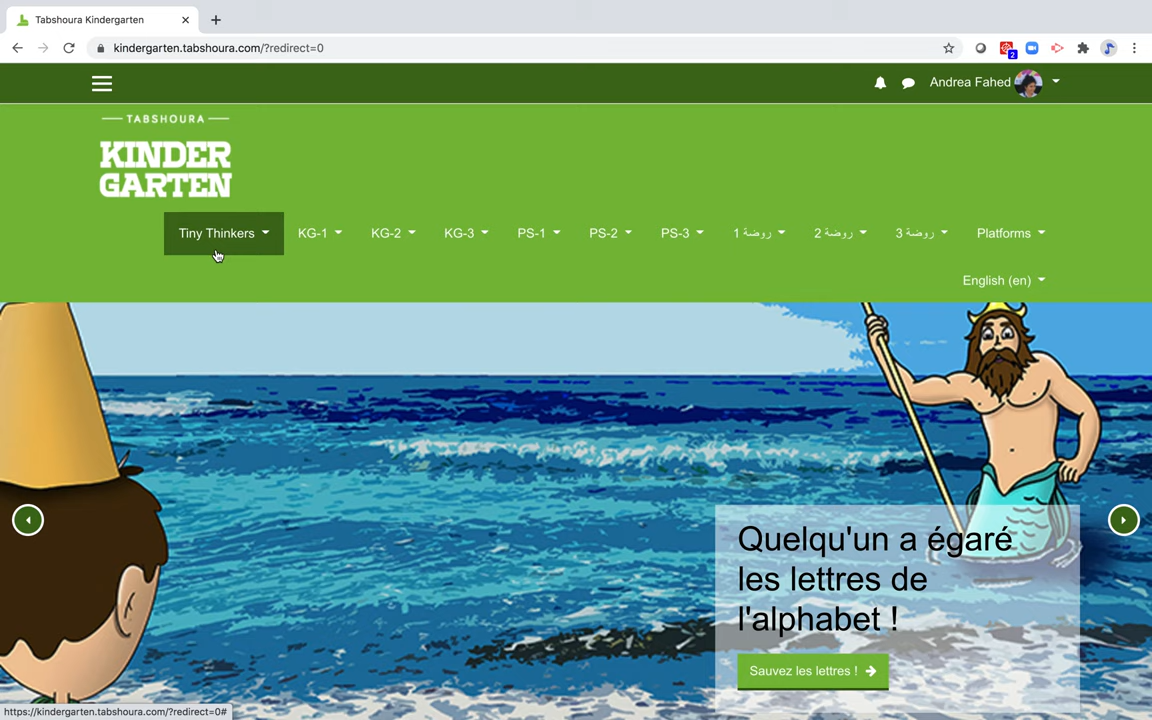 Tabshoura Kindergarten
kindergarten.tabshoura.com/?redirect=0
2
Andrea Fahed
TABSHOURA
KINDER
GARTEN
Tiny Thinkers KG-1 KG-2 KG-3 PS-1 PS-2 PS-3 روضة 1 روضة 2 روضة 3 Platforms
English (en)
Quelqu'un a égaré
les lettres de
l'alphabet !
Sauvez les lettres !
https://kindergarten.tabshoura.com/?redirect=0#